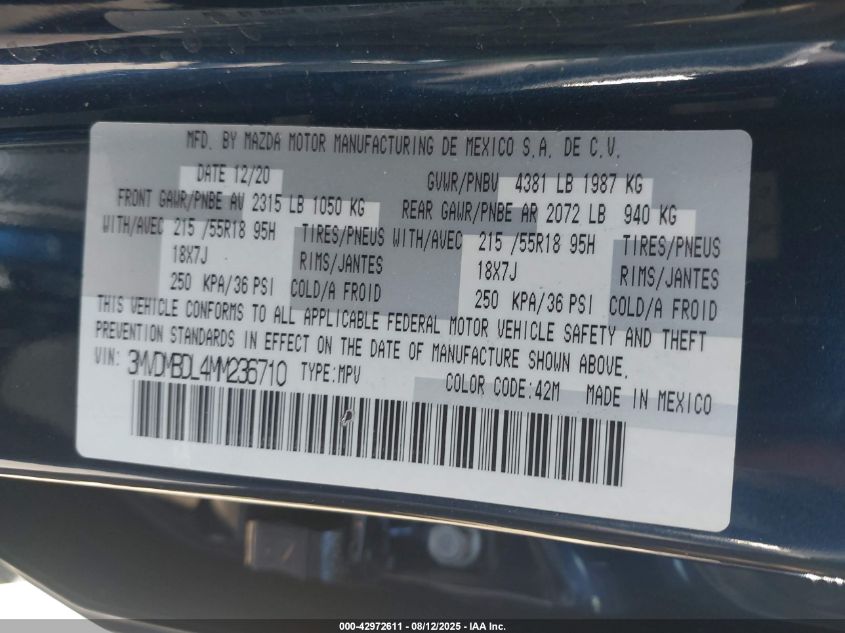 MFD. BY MAZDA MOTOR MANUFACTURING DE MEXICO S.A. DE C.V.
DATE 12/20 GVWR/PNBV 4381 LB 1987 KG
FRONT GAWR/PNBE AV 2315 LB 1050 KG REAR GAWR/PNBE AR 2072 LB 940 KG
WITH/AVEC 215 /55R18 95H TIRES/PNEUS WITH/AVEC 215 /55R18 95H TIRES/PNEUS
18X7J RIMS/JANTES 18X7J RIMS/JANTES
250 KPA/36 PSI COLD/A FROID 250 KPA/36 PSI COLD/A FROID
THIS VEHICLE CONFORMS TO ALL APPLICABLE FEDERAL MOTOR VEHICLE SAFETY AND THEFT
PREVENTION STANDARDS IN EFFECT ON THE DATE OF MANUFACTURE SHOWN ABOVE.
VIN: 3MVDMBDL4MM236710 TYPE:MPV COLOR CODE:42M MADE IN MEXICO
000-42972611 - 08/12/2025 - IAA Inc.